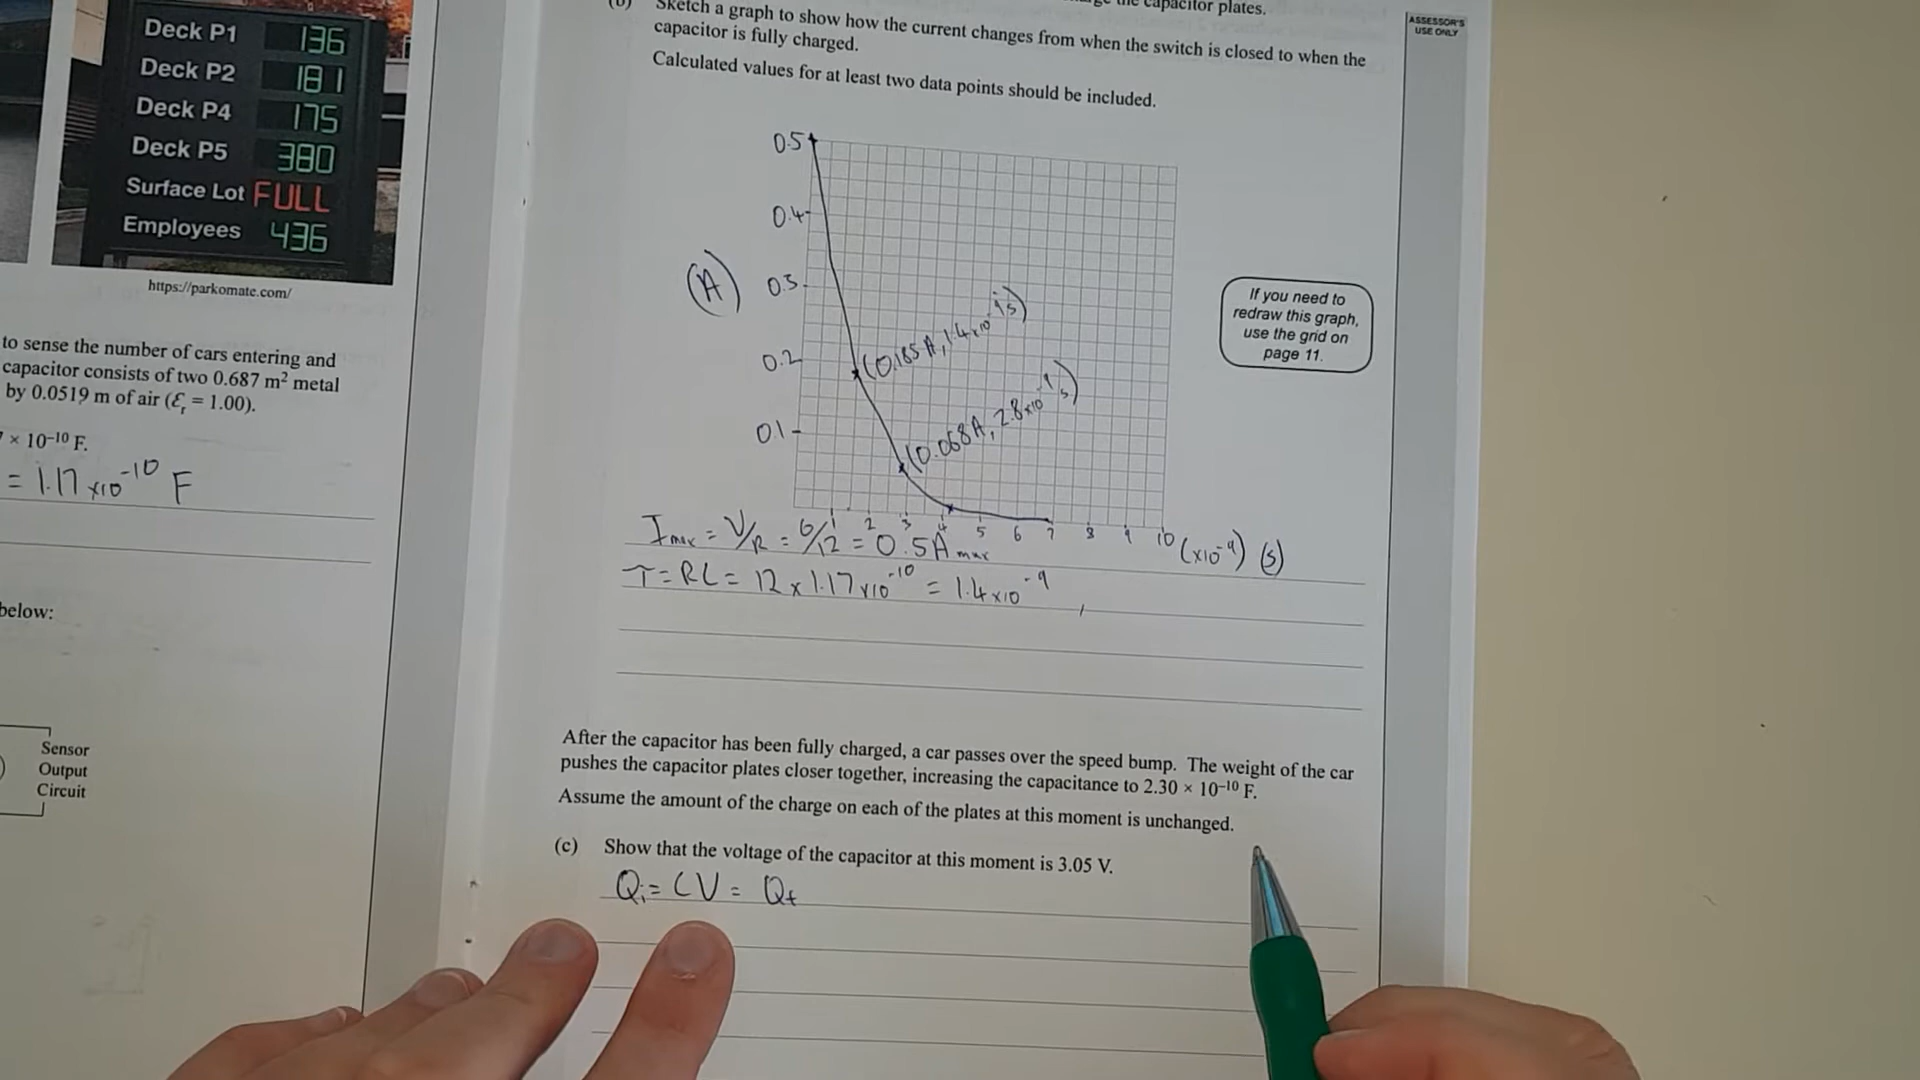 Deck P1 136
Deck P2 181
Deck P4 175
Deck P5 380
Surface Lot FULL
Employees 436
https://parkomate.com/
to sense the number of cars entering and
capacitor consists of two 0.687 m² metal
by 0.0519 m of air (Ɛr = 1.00).
× 10⁻¹⁰ F.
= 1.17 x10⁻¹⁰ F
below:
Sensor
Output
Circuit
the capacitor plates.
(b) Sketch a graph to show how the current changes from when the switch is closed to when the
capacitor is fully charged.
Calculated values for at least two data points should be included.
ASSESSOR'S
USE ONLY
0.5
0.4
(A) 0.3
0.2
0.1
(0.185A, 1.4x10⁻⁹s)
(0.068A, 2.8x10⁻⁹s)
1 2 3 4 5 6 7 8 9 10 (x10⁻⁹) (s)
If you need to
redraw this graph,
use the grid on
page 11.
Imax = V/R = 6/12 = 0.5A max
T = RC = 12 x 1.17x10⁻¹⁰ = 1.4x10⁻⁹
After the capacitor has been fully charged, a car passes over the speed bump. The weight of the car
pushes the capacitor plates closer together, increasing the capacitance to 2.30 × 10⁻¹⁰ F.
Assume the amount of the charge on each of the plates at this moment is unchanged.
(c) Show that the voltage of the capacitor at this moment is 3.05 V.
Qi = CV = Qf